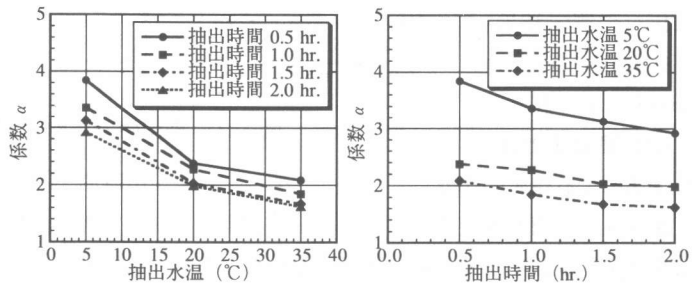 係数 α
5
4
3
2
1
抽出時間 0.5 hr.
抽出時間 1.0 hr.
抽出時間 1.5 hr.
抽出時間 2.0 hr.
0 5 10 15 20 25 30 35 40
抽出水温 (℃)
係数 α
5
4
3
2
1
抽出水温 5℃
抽出水温 20℃
抽出水温 35℃
0.0 0.5 1.0 1.5 2.0
抽出時間 (hr.)